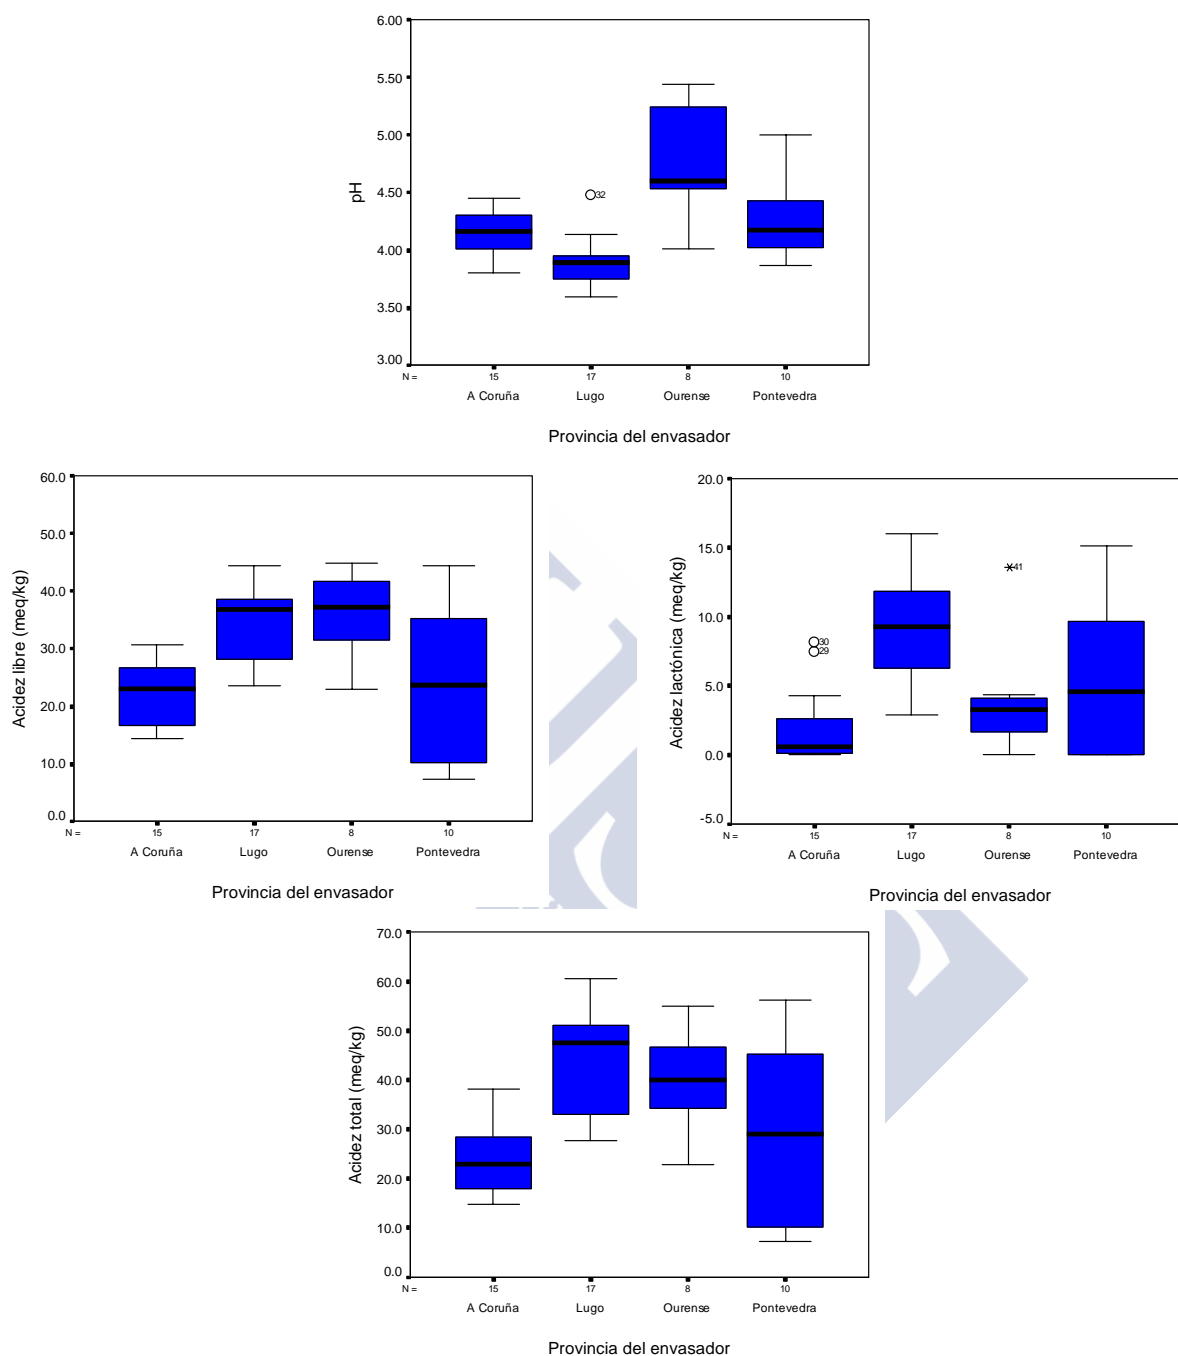 6.00
5.50
5.00
4.50
4.00
3.50
3.00
pH
32
N = 15 17 8 10
A Coruña Lugo Ourense Pontevedra
Provincia del envasador
60.0
50.0
40.0
30.0
20.0
10.0
0.0
Acidez libre (meq/kg)
N = 15 17 8 10
A Coruña Lugo Ourense Pontevedra
Provincia del envasador
20.0
15.0
10.0
5.0
0.0
-5.0
Acidez lactónica (meq/kg)
41
30
29
N = 15 17 8 10
A Coruña Lugo Ourense Pontevedra
Provincia del envasador
70.0
60.0
50.0
40.0
30.0
20.0
10.0
0.0
Acidez total (meq/kg)
N = 15 17 8 10
A Coruña Lugo Ourense Pontevedra
Provincia del envasador